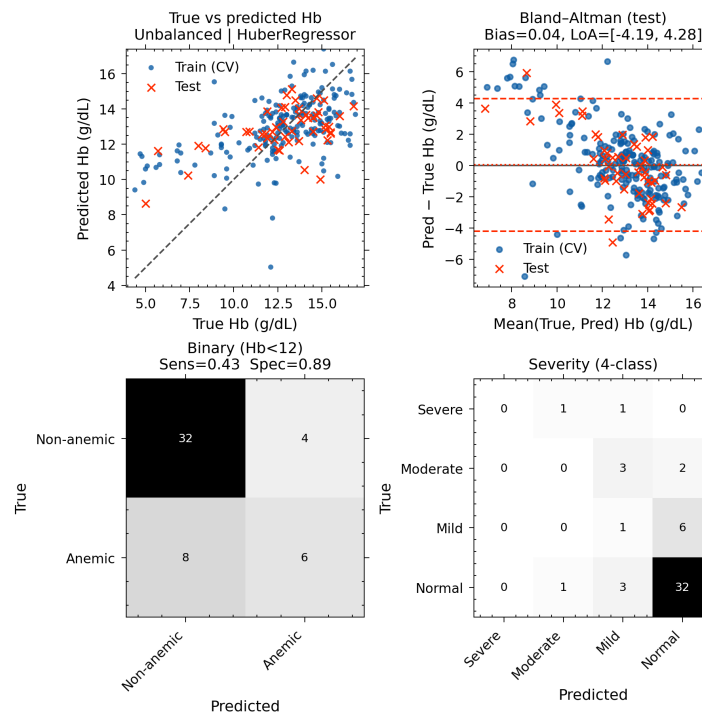 True vs predicted Hb
Unbalanced | HuberRegressor
Train (CV)
Test
Predicted Hb (g/dL)
16
14
12
10
8
6
4
5.0 7.5 10.0 12.5 15.0
True Hb (g/dL)
Bland–Altman (test)
Bias=0.04, LoA=[-4.19, 4.28]
Pred − True Hb (g/dL)
6
4
2
0
−2
−4
−6
Train (CV)
Test
8 10 12 14 16
Mean(True, Pred) Hb (g/dL)
Binary (Hb<12)
Sens=0.43 Spec=0.89
True
Non-anemic 32 4
Anemic 8 6
Non-anemic Anemic
Predicted
Severity (4-class)
True
Severe 0 1 1 0
Moderate 0 0 3 2
Mild 0 0 1 6
Normal 0 1 3 32
Severe Moderate Mild Normal
Predicted